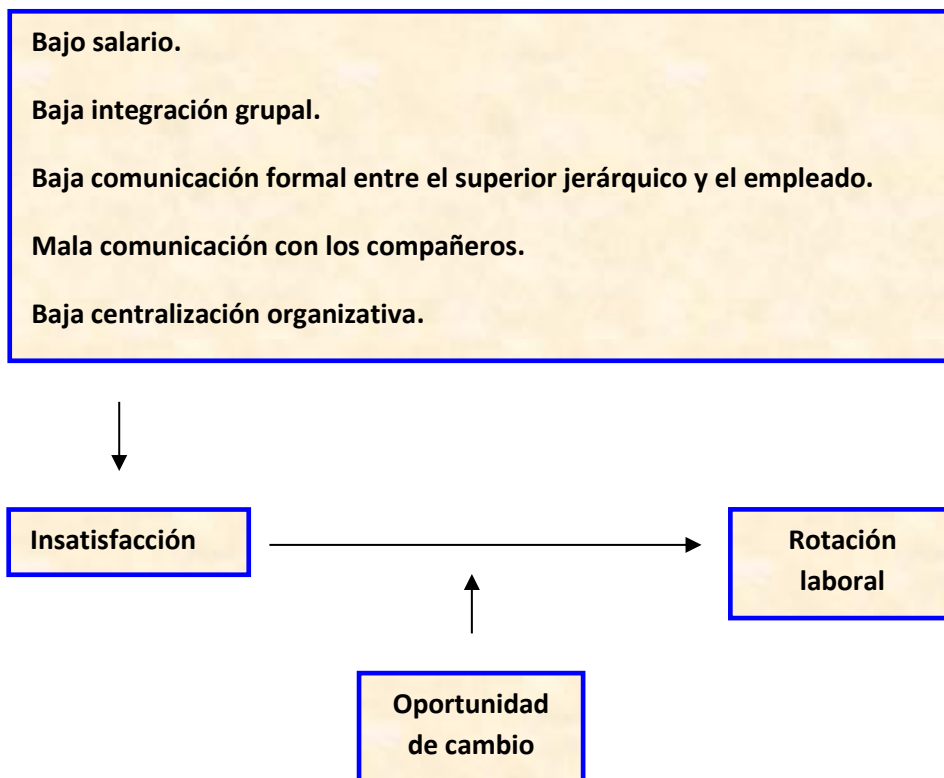 Bajo salario.
Baja integración grupal.
Baja comunicación formal entre el superior jerárquico y el empleado.
Mala comunicación con los compañeros.
Baja centralización organizativa.
Insatisfacción
Rotación
laboral
Oportunidad
de cambio